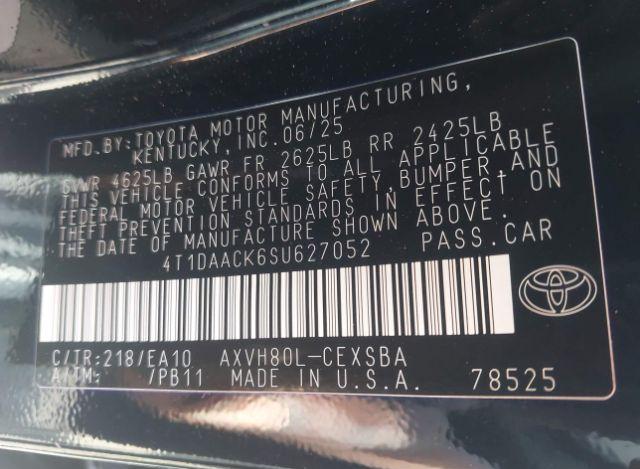 MFD.BY:TOYOTA MOTOR MANUFACTURING,
KENTUCKY,INC.06/25
GVWR 4625LB GAWR FR 2625LB RR 2425LB
THIS VEHICLE CONFORMS TO ALL APPLICABLE
FEDERAL MOTOR VEHICLE SAFETY,BUMPER,AND
THEFT PREVENTION STANDARDS IN EFFECT ON
THE DATE OF MANUFACTURE SHOWN ABOVE.
4T1DAACK6SU627052 PASS.CAR
C/TR:218/EA10 AXVH80L-CEXSBA
A/TM: /PB11 MADE IN U.S.A. 78525